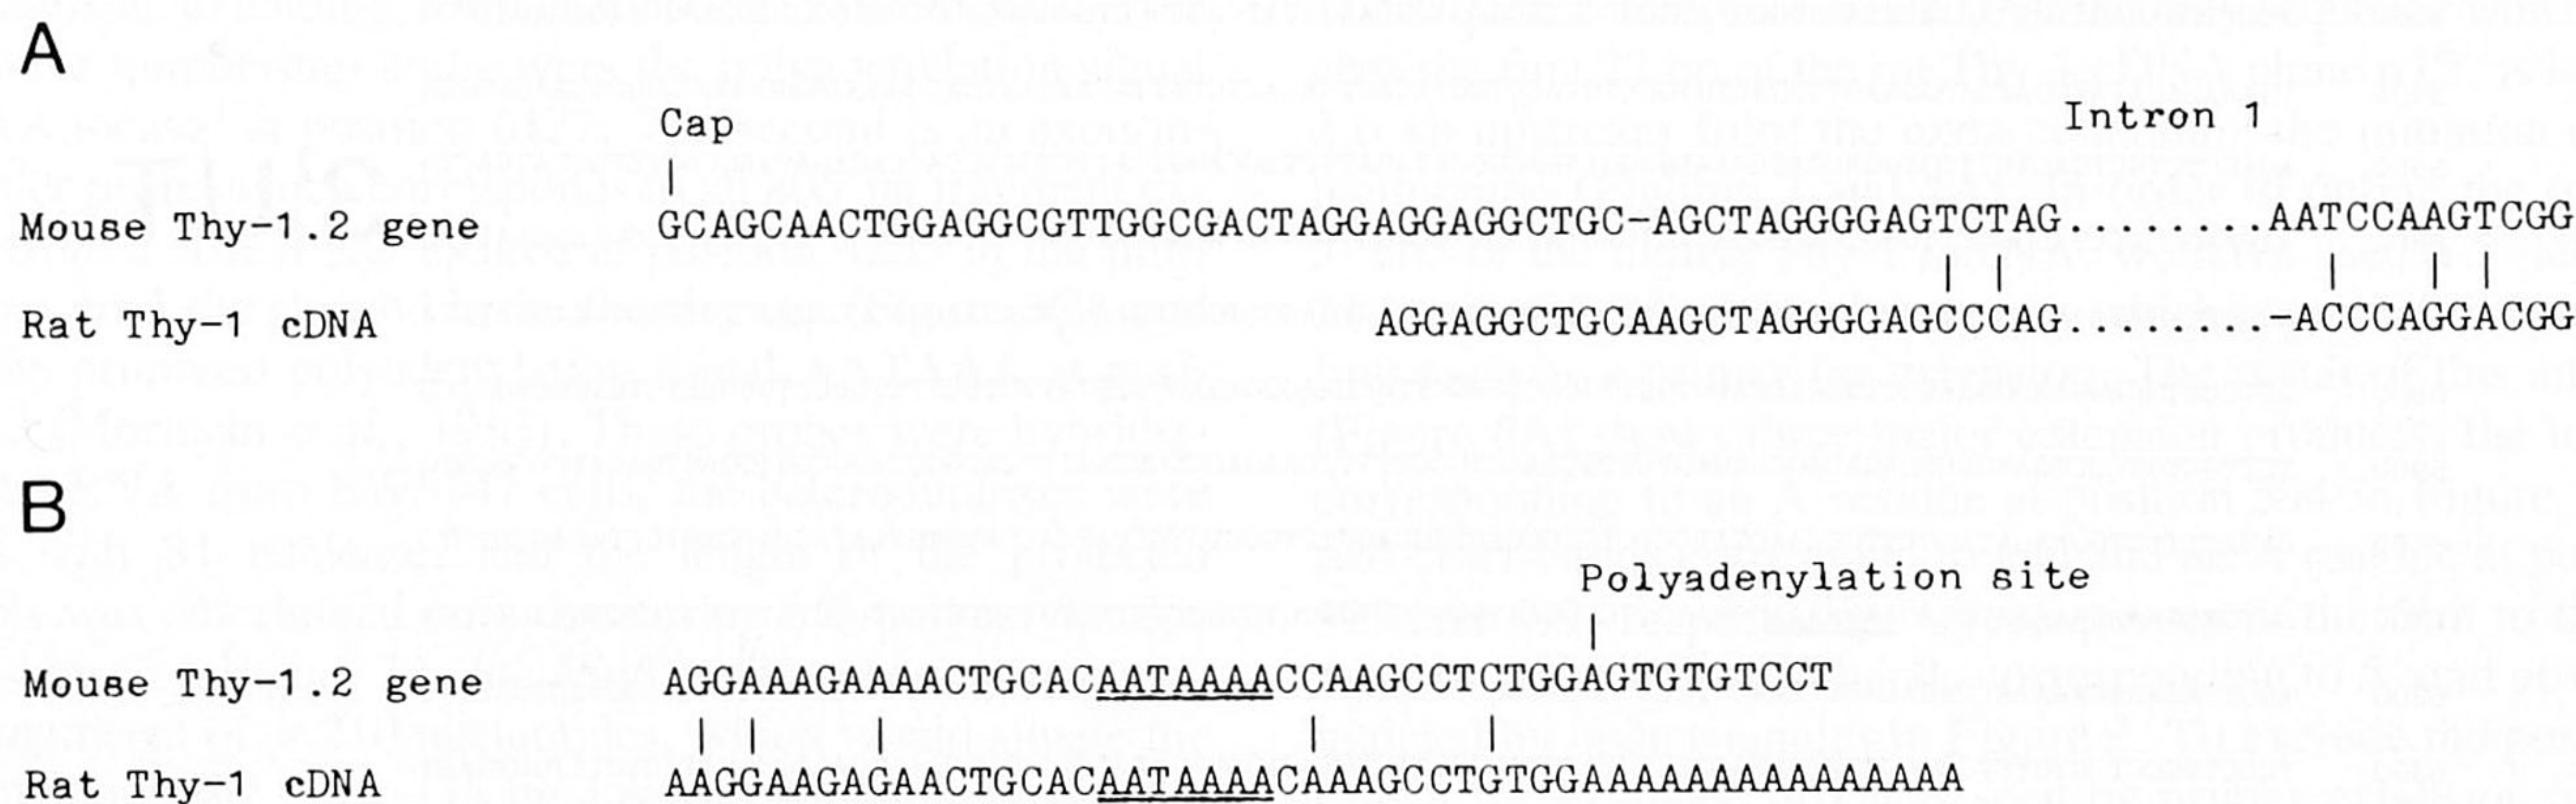 A
Cap
Intron 1
Mouse Thy-1.2 gene GCAGCAACTGGAGGCGTTGGCGACTAGGAGGAGGCTGC-AGCTAGGGGAGTCTAG........AATCCAAGTCGG
Rat Thy-1 cDNA AGGAGGCTGCAAGCTAGGGGAGCCCAG........-ACCCAGGACGG
B
Polyadenylation site
Mouse Thy-1.2 gene AGGAAAGAAAACTGCACAATAAAACCAAGCCTCTGGAGTGTGTCCT
Rat Thy-1 cDNA AAGGAAGAGAACTGCACAATAAAACAAAGCCTGTGGAAAAAAAAAAAAAAA